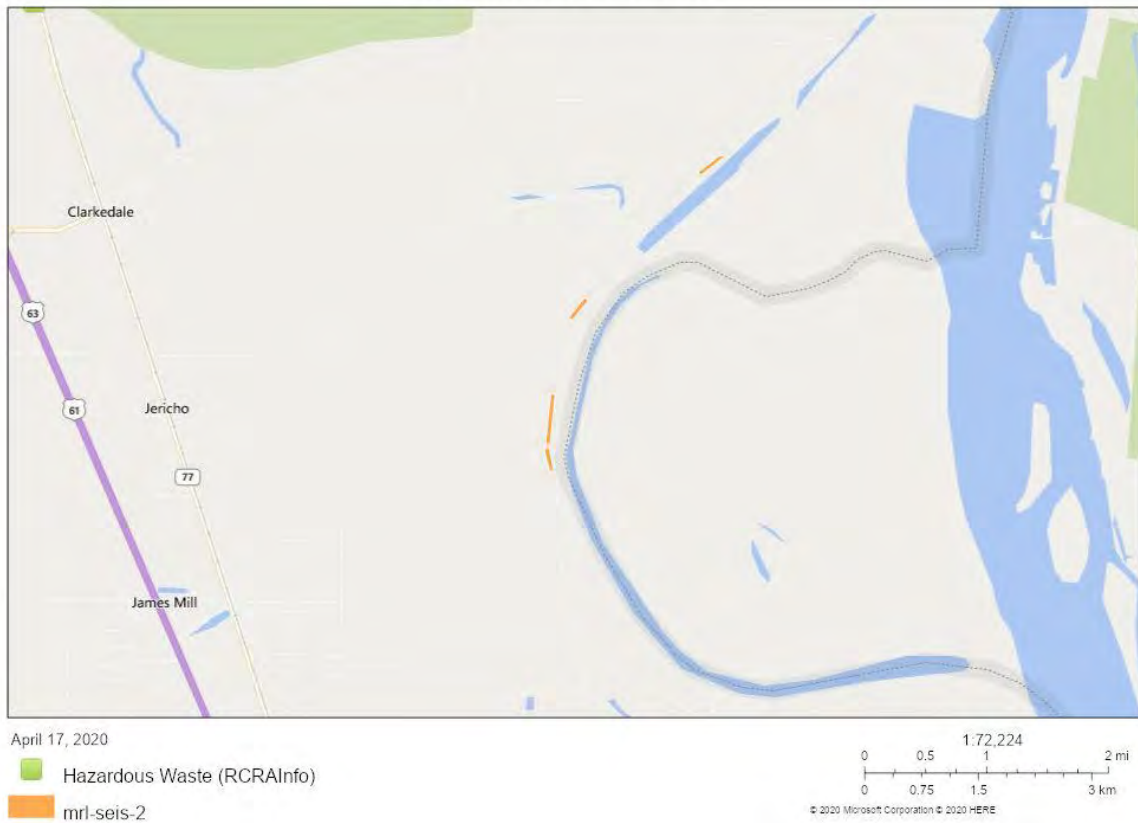 Clarkedale
63
61
Jericho
77
James Mill
April 17, 2020
Hazardous Waste (RCRAInfo)
mrl-seis-2
1:72,224
0 0.5 1 2 mi
0 0.75 1.5 3 km
© 2020 Microsoft Corporation © 2020 HERE